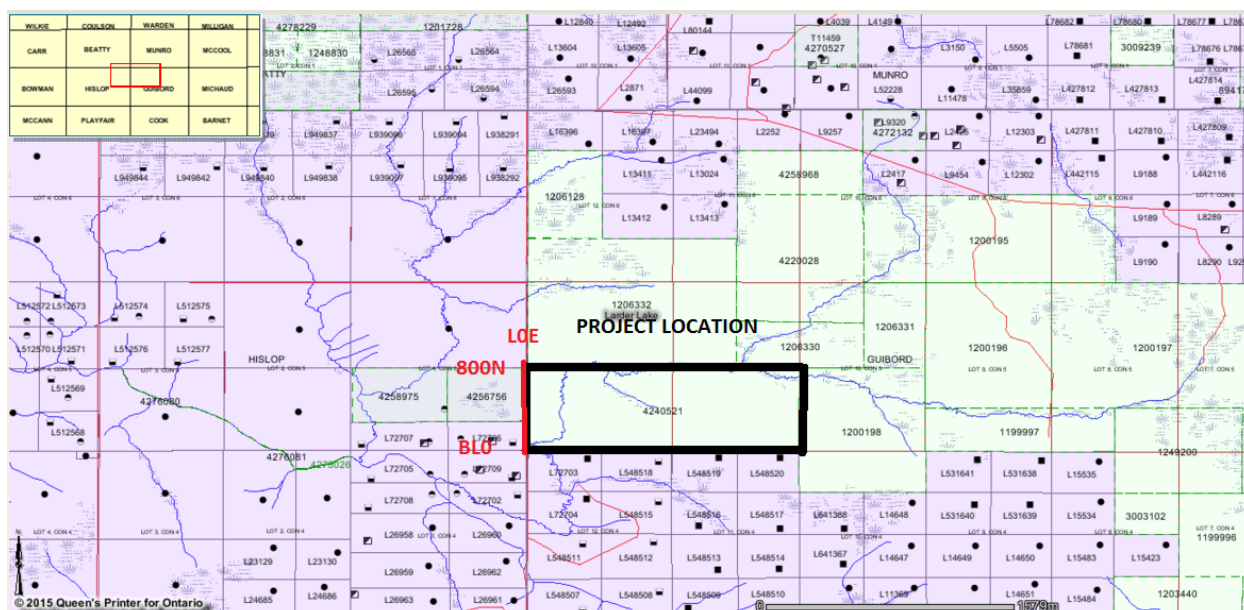 WILKIE COULSON WARDEN MILLIGAN
CARR BEATTY MUNRO MCCOOL
BOWMAN HISLOP GUIBORD MICHAUD
MCCANN PLAYFAIR COOK BARNET
4278229 1201728 L12840 L12492 L80144 L4039 L4149 L78682 L78680 L78677
1248830 L26565 L26564 L13604 L13605 T11459 4270527 L3150 L5505 L78681 3009239 L78676
MUNRO
L26595 L26594 L26593 L2871 L44099 L52228 L11478 L35859 L427812 L427813 L427814
L949837 L939096 L939094 L938291 L16396 L16397 L23494 L2252 L9257 L9320 4272132 L12303 L427811 L427810 L427809
L949844 L949842 L949840 L949838 L939097 L939095 L938292 L13411 L13024 4258968 L2417 L9454 L12302 L442115 L9188 L442116
1206128 L13412 L13413 L9189 L8289
1200195
4220028 L9190 L8290
L512572 L512573 L512574 L512575 1206332
Larder Lake
PROJECT LOCATION
1206331
L0E
L512570 L512571 L512576 L512577 1206330 1200196 1200197
HISLOP GUIBORD
800N
L512569 4258975 4256756
4276080 4240521
L512568 L72707 1200198 1199997
BL0
4276081 4273026 L72705 L72709 1249200
L72703 L548518 L548519 L548520 L531641 L531638 L15535
L72708 L72702
L72704 L548515 L548516 L548517 L641368 L14648 L531640 L531639 L15534 3003102
L26958 L26960 1199996
L23129 L23130 L548511 L548512 L548513 L548514 L641367 L14647 L14649 L14650 L15483 L15423
L26959 L26962
L24685 L24686 L26963 L26961 L548507 L548508 L548509 L548510 L11369 L14651 L15484 1203440
N
© 2015 Queen's Printer for Ontario
0 1579m